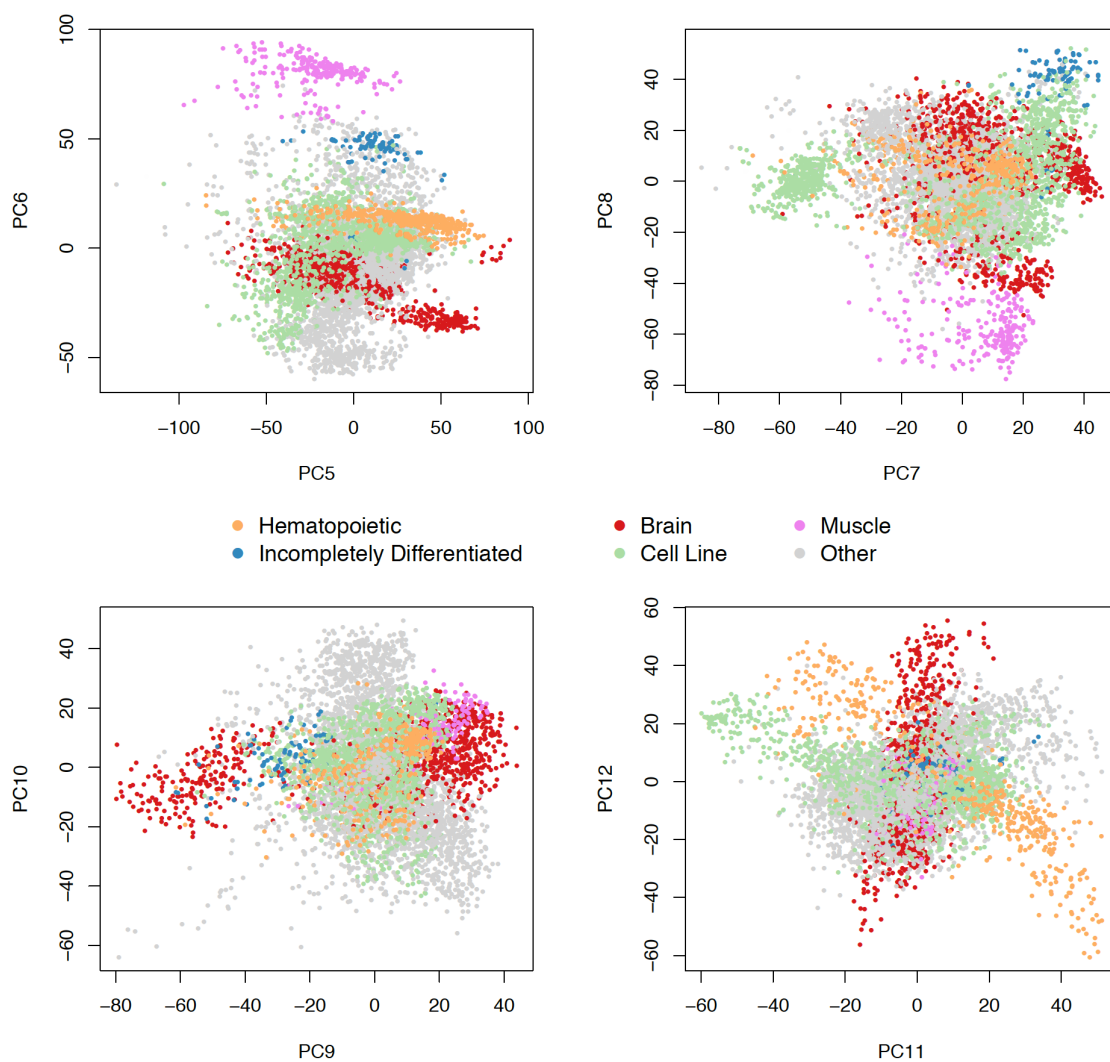 100
50
0
−50
PC6
−100 −50 0 50 100
PC5
40
20
0
−20
−40
−60
−80
PC8
−80 −60 −40 −20 0 20 40
PC7
Hematopoietic Brain Muscle
Incompletely Differentiated Cell Line Other
40
20
0
−20
−40
−60
PC10
−80 −60 −40 −20 0 20 40
PC9
60
40
20
0
−20
−40
−60
PC12
−60 −40 −20 0 20 40
PC11